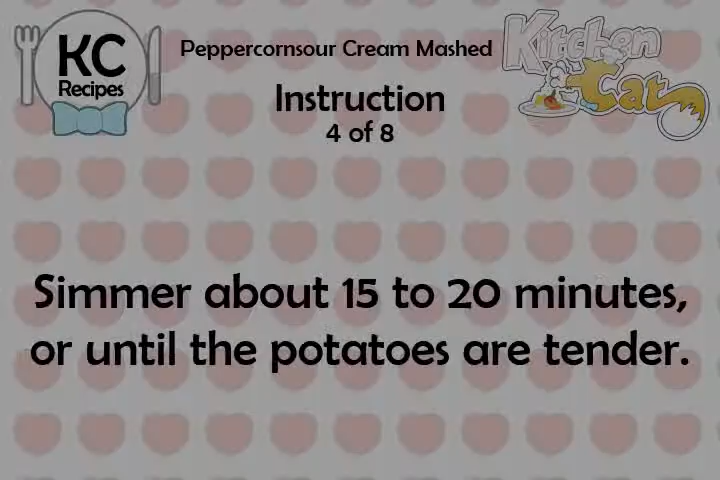 KC
Recipes
Peppercornsour Cream Mashed
Kitchen
Cat
Instruction
4 of 8
Simmer about 15 to 20 minutes,
or until the potatoes are tender.